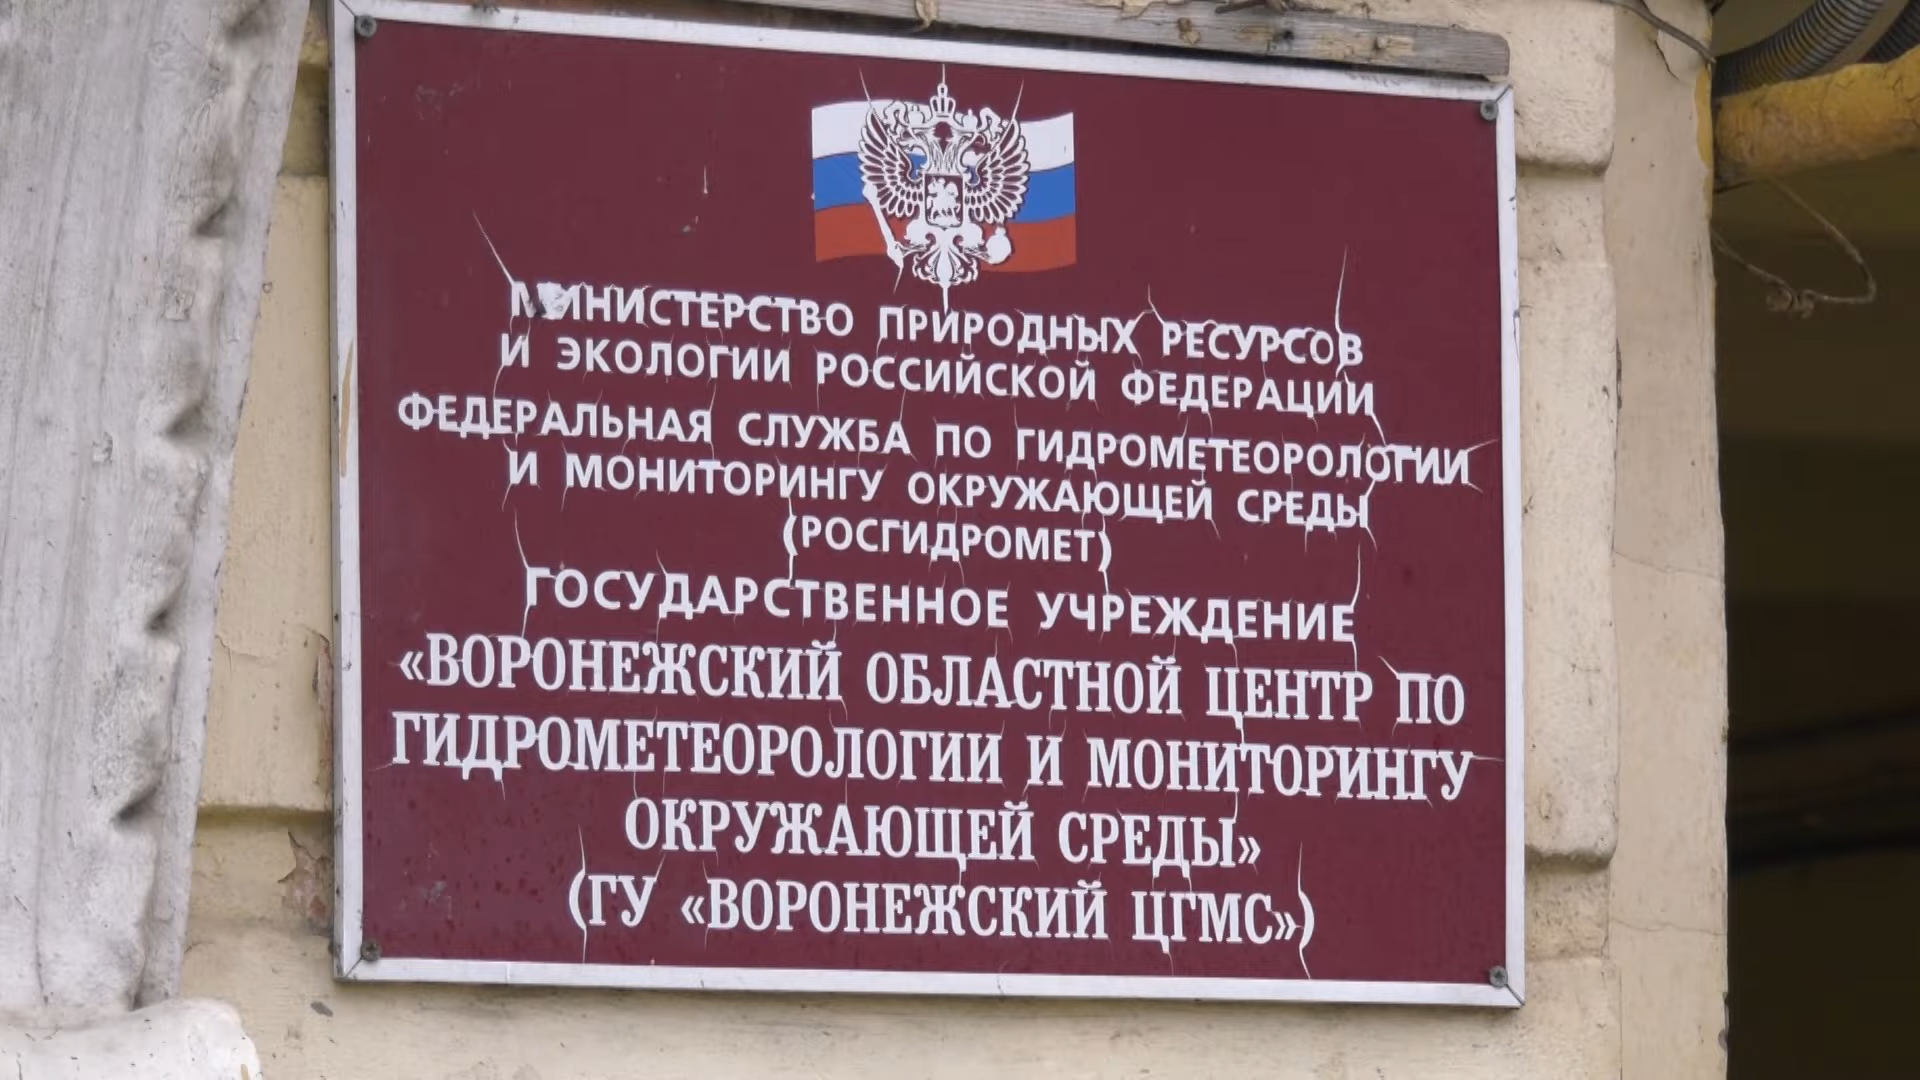 МИНИСТЕРСТВО ПРИРОДНЫХ РЕСУРСОВ
И ЭКОЛОГИИ РОССИЙСКОЙ ФЕДЕРАЦИИ
ФЕДЕРАЛЬНАЯ СЛУЖБА ПО ГИДРОМЕТЕОРОЛОГИИ
И МОНИТОРИНГУ ОКРУЖАЮЩЕЙ СРЕДЫ
(РОСГИДРОМЕТ)
ГОСУДАРСТВЕННОЕ УЧРЕЖДЕНИЕ
«ВОРОНЕЖСКИЙ ОБЛАСТНОЙ ЦЕНТР ПО
ГИДРОМЕТЕОРОЛОГИИ И МОНИТОРИНГУ
ОКРУЖАЮЩЕЙ СРЕДЫ»
(ГУ «ВОРОНЕЖСКИЙ ЦГМС»)